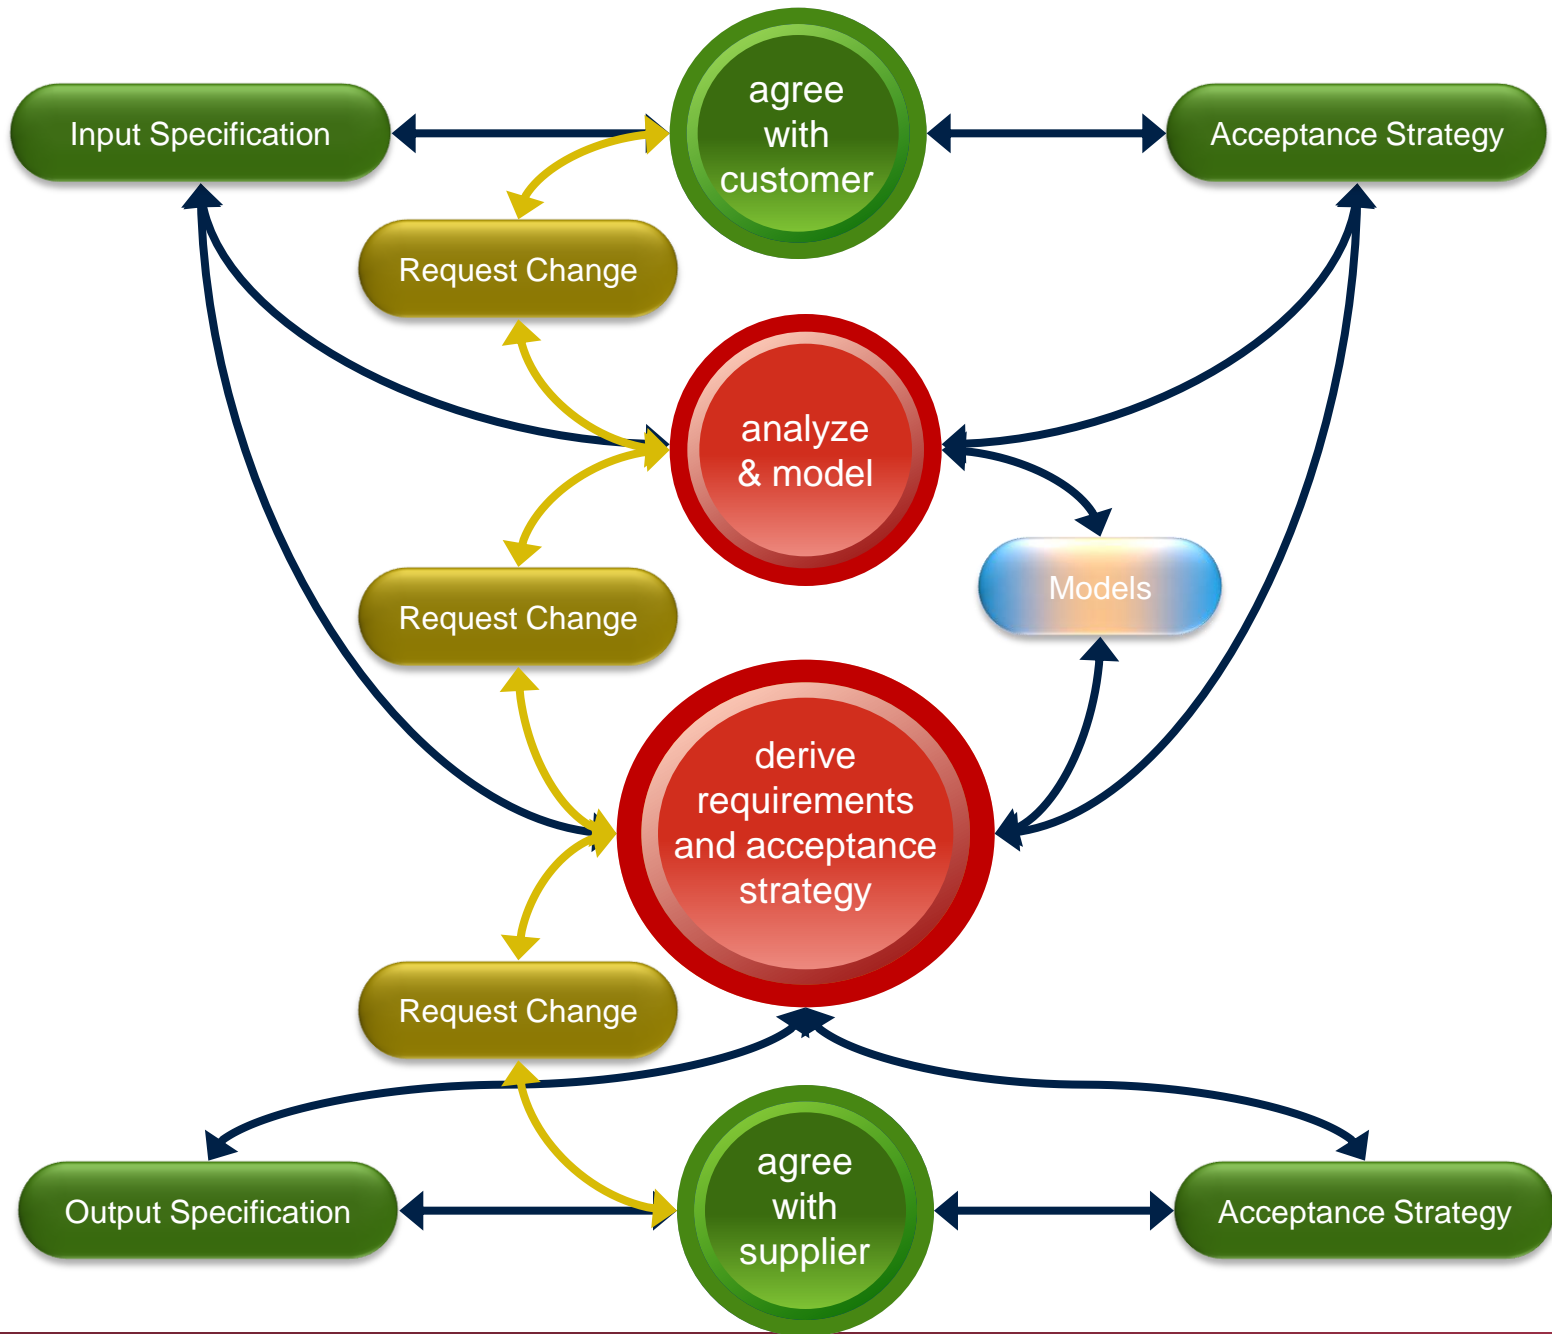 agree
with
customer
Input Specification
Acceptance Strategy
Request Change
analyze
& model
Request Change
Models
derive
requirements
and acceptance
strategy
Request Change
agree
with
supplier
Output Specification
Acceptance Strategy